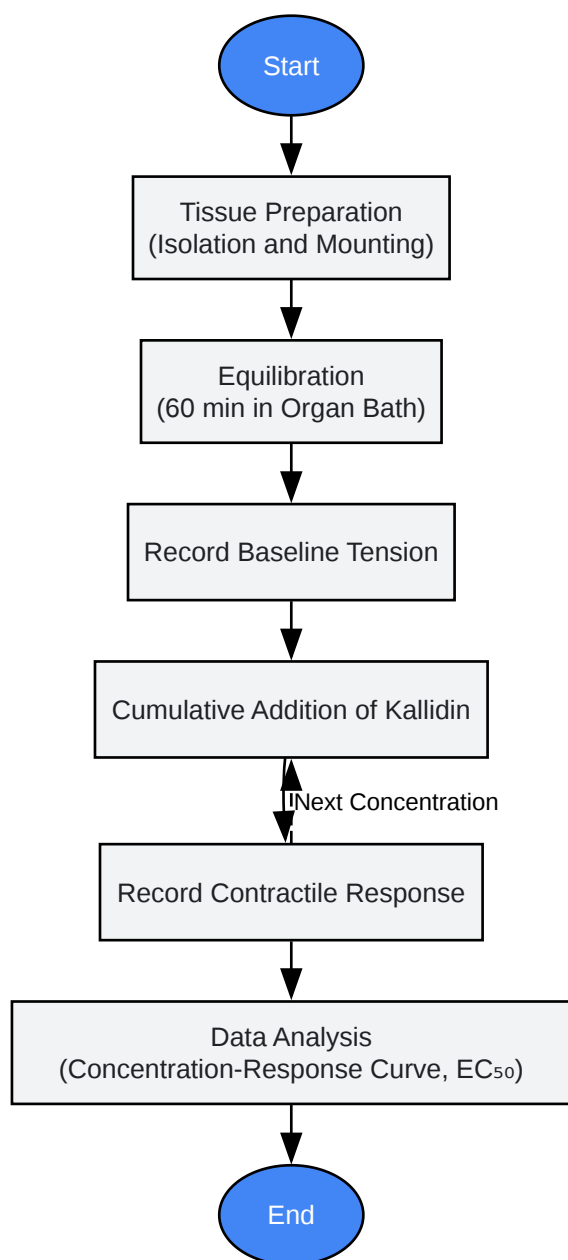 Start
Tissue Preparation
(Isolation and Mounting)
Equilibration
(60 min in Organ Bath)
Record Baseline Tension
Cumulative Addition of Kallidin
Next Concentration
Record Contractile Response
Data Analysis
(Concentration-Response Curve, EC₅₀)
End